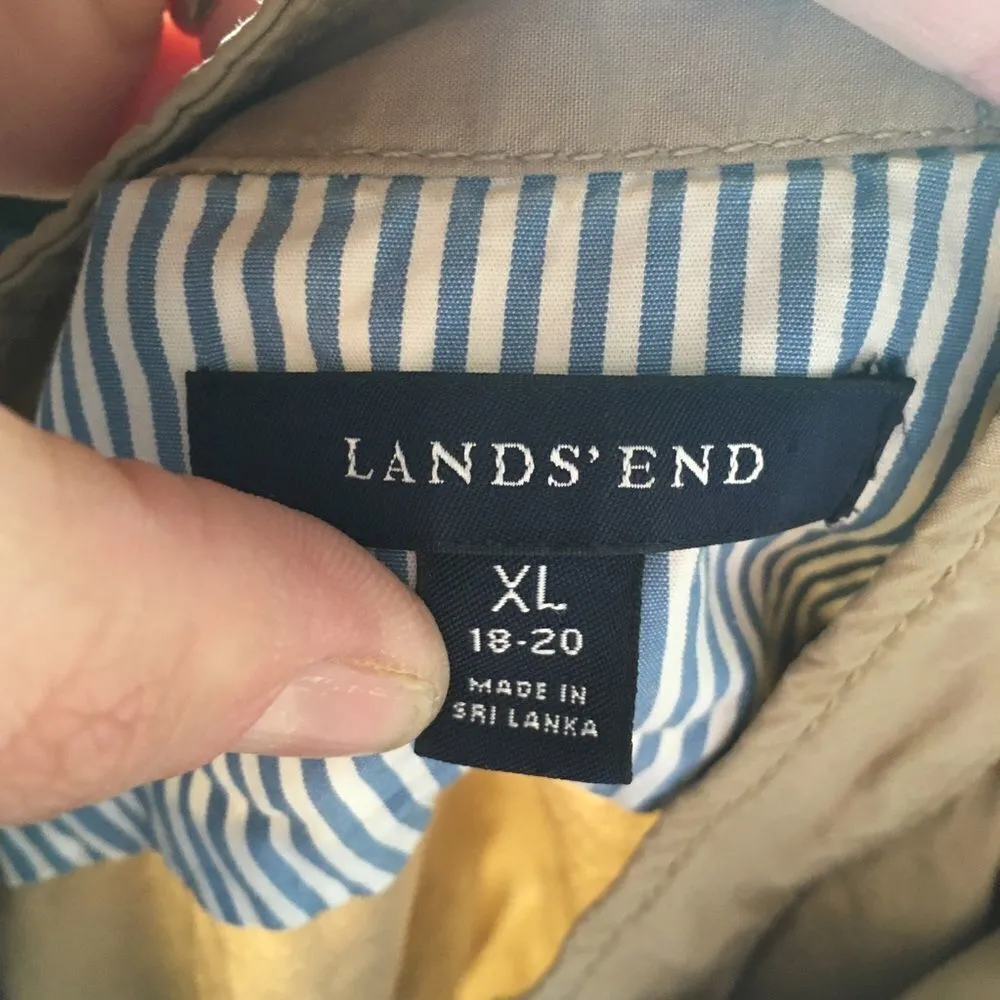 LANDS' END
XL
18-20
MADE IN
SRI LANKA